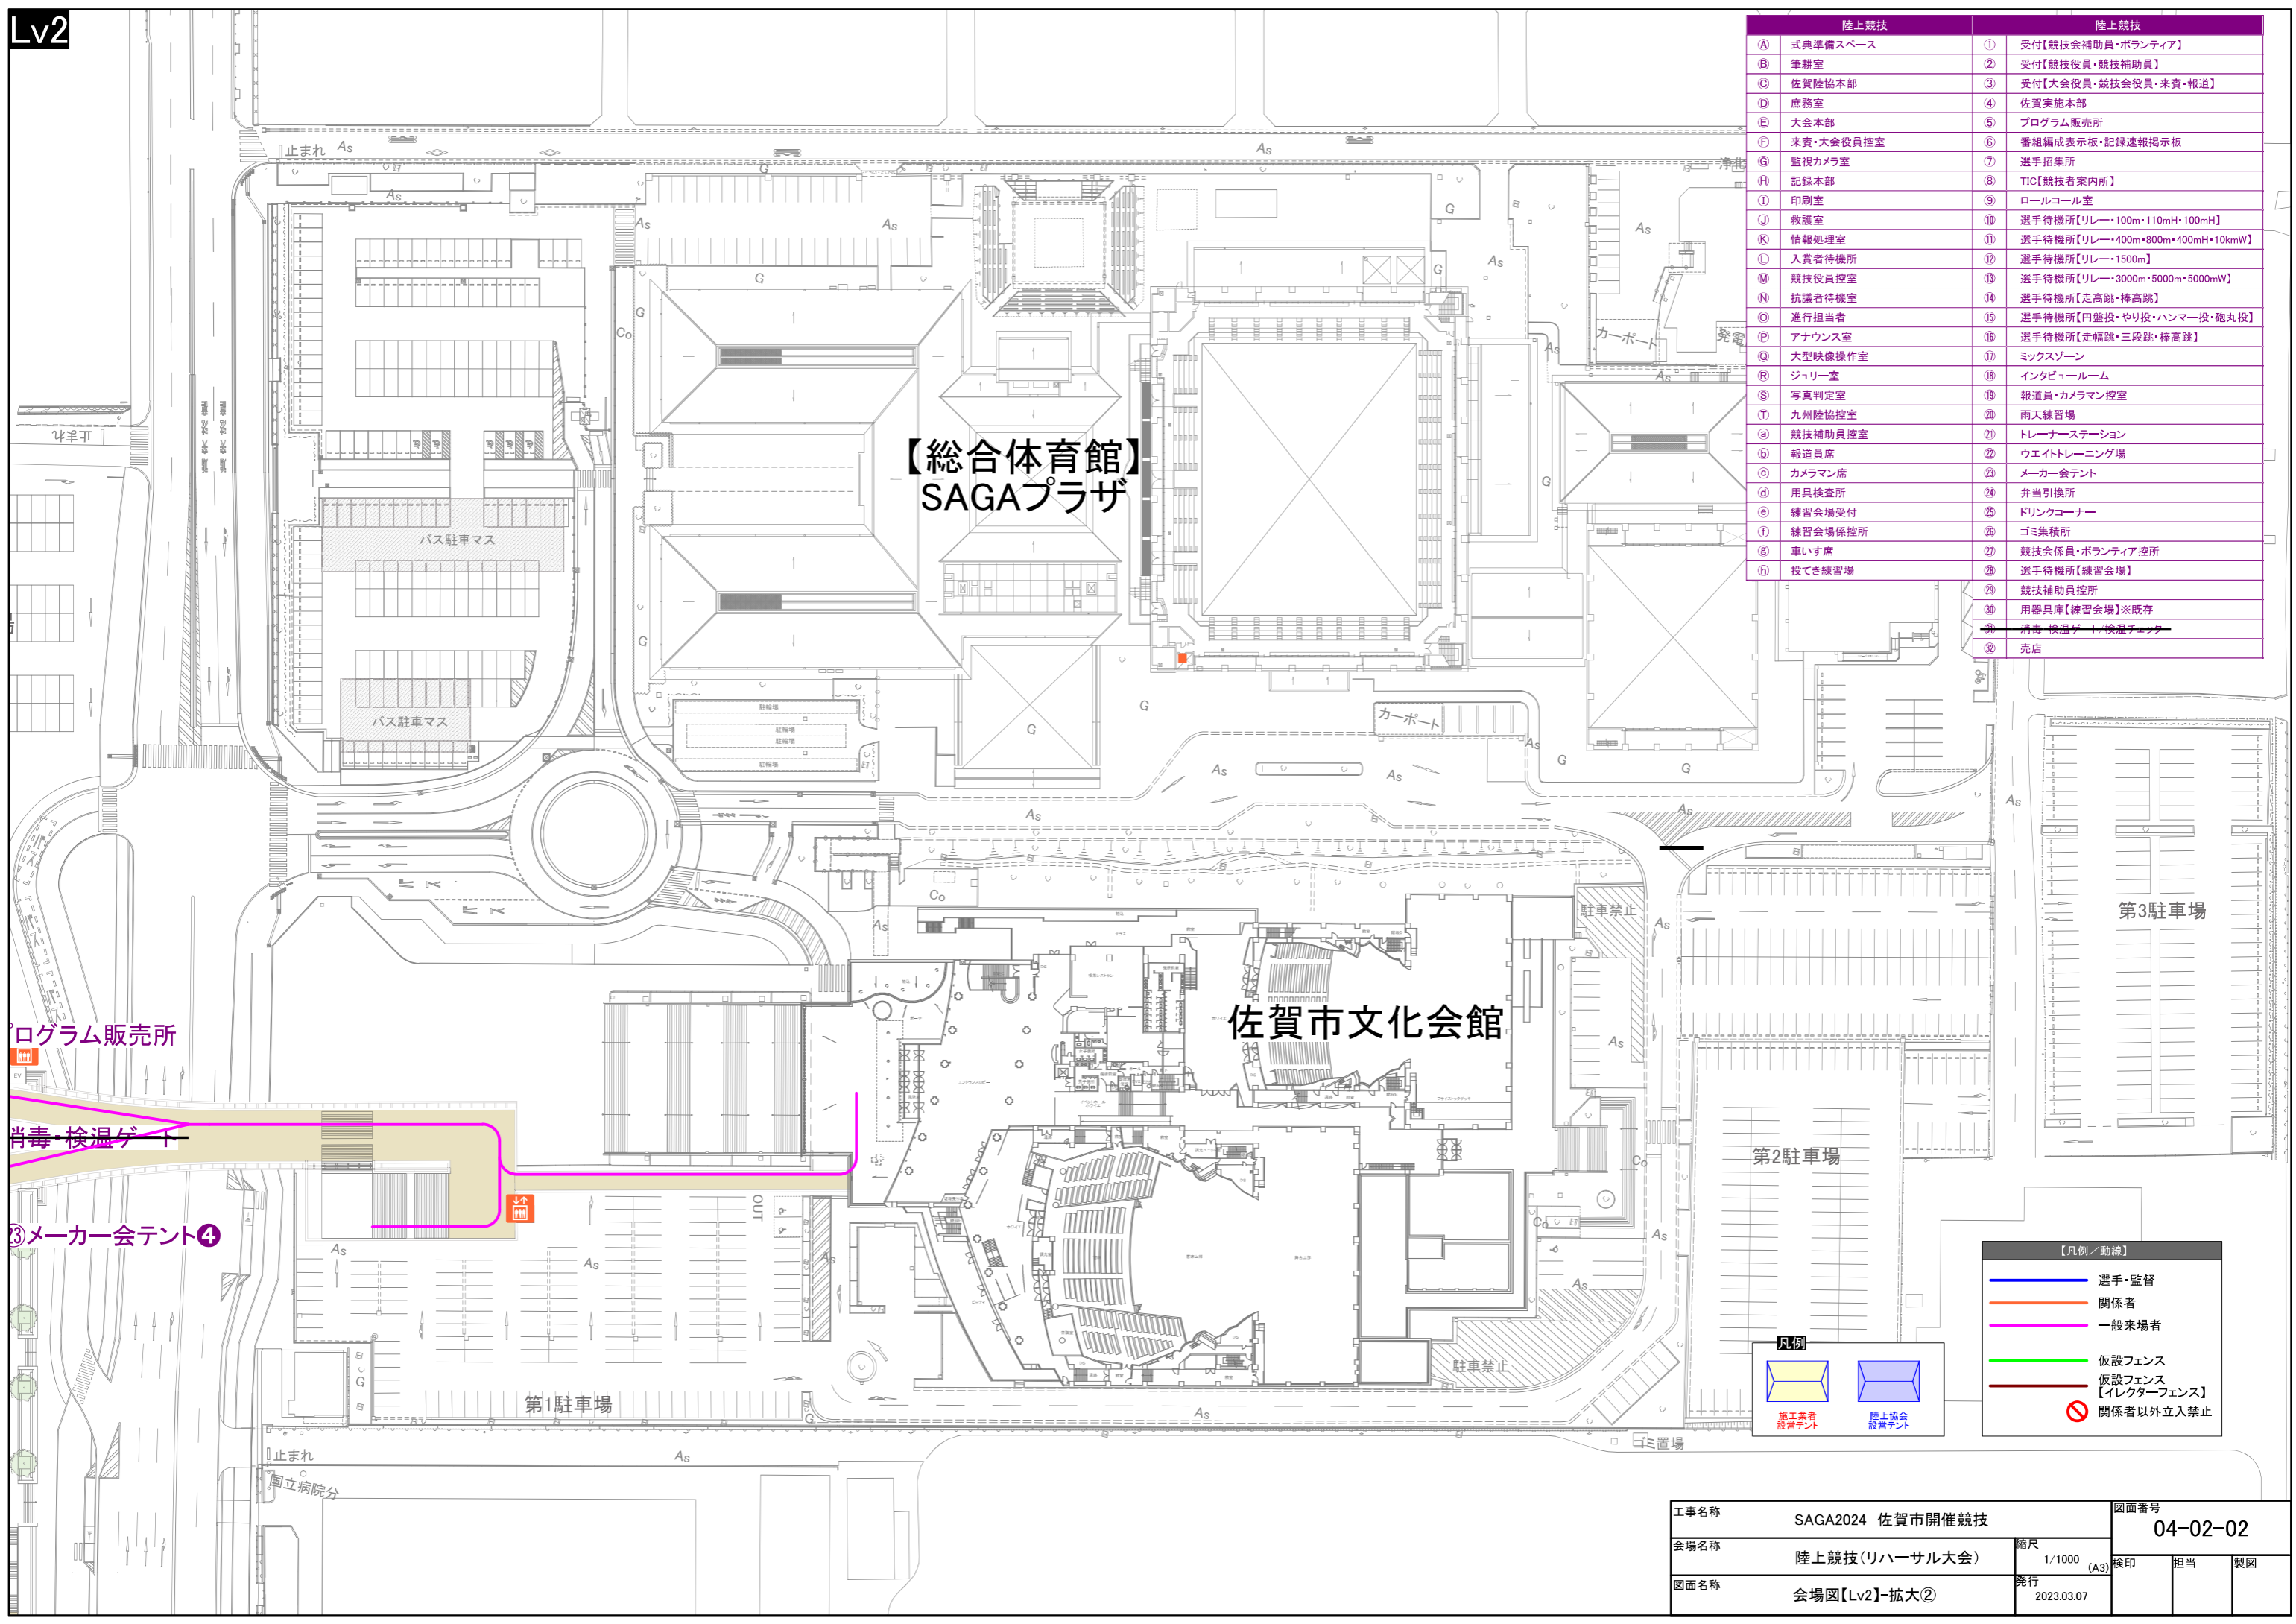 Lv2
陸上競技
Ⓐ 式典準備スペース
Ⓑ 筆耕室
Ⓒ 佐賀陸協本部
Ⓓ 庶務室
Ⓔ 大会本部
Ⓕ 来賓・大会役員控室
Ⓖ 監視カメラ室
Ⓗ 記録本部
Ⓘ 印刷室
Ⓙ 救護室
Ⓚ 情報処理室
Ⓛ 入賞者待機所
Ⓜ 競技役員控室
Ⓝ 抗議者待機室
Ⓞ 進行担当者
Ⓟ アナウンス室
Ⓠ 大型映像操作室
Ⓡ ジュリー室
Ⓢ 写真判定室
Ⓣ 九州陸協控室
ⓐ 競技補助員控室
ⓑ 報道員席
ⓒ カメラマン席
ⓓ 用具検査所
ⓔ 練習会場受付
ⓕ 練習会場係控所
ⓖ 車いす席
ⓗ 投てき練習場
陸上競技
① 受付【競技会補助員・ボランティア】
② 受付【競技役員・競技補助員】
③ 受付【大会役員・競技会役員・来賓・報道】
④ 佐賀実施本部
⑤ プログラム販売所
⑥ 番組編成表示板・記録速報掲示板
⑦ 選手招集所
⑧ TIC【競技者案内所】
⑨ ロールコール室
⑩ 選手待機所【リレー・100m・110mH・100mH】
⑪ 選手待機所【リレー・400m・800m・400mH・10kmW】
⑫ 選手待機所【リレー・1500m】
⑬ 選手待機所【リレー・3000m・5000m・5000mW】
⑭ 選手待機所【走高跳・棒高跳】
⑮ 選手待機所【円盤投・やり投・ハンマー投・砲丸投】
⑯ 選手待機所【走幅跳・三段跳・棒高跳】
⑰ ミックスゾーン
⑱ インタビュールーム
⑲ 報道員・カメラマン控室
⑳ 雨天練習場
㉑ トレーナーステーション
㉒ ウエイトトレーニング場
㉓ メーカー会テント
㉔ 弁当引換所
㉕ ドリンクコーナー
㉖ ゴミ集積所
㉗ 競技会係員・ボランティア控所
㉘ 選手待機所【練習会場】
㉙ 競技補助員控所
㉚ 用器具庫【練習会場】※既存
㉛ 消毒・検温ゲート/検温チェッカー
㉜ 売店
止まれ
As
As
As
浄化
止まれ
カーポート
発電
【総合体育館】
SAGAプラザ
バス駐車マス
バス駐車マス
駐輪場
駐輪場
駐輪場
駐輪場
カーポート
Co
G
第3駐車場
駐車禁止
佐賀市文化会館
ログラム販売所
EV
消毒・検温ゲート
㉓メーカー会テント❹
OUT
第2駐車場
第1駐車場
駐車禁止
止まれ
国立病院分
ゴミ置場
凡例
施工業者
設営テント
陸上協会
設営テント
【凡例/動線】
選手・監督
関係者
一般来場者
仮設フェンス
仮設フェンス
【イレクターフェンス】
関係者以外立入禁止
工事名称
SAGA2024 佐賀市開催競技
図面番号
04-02-02
会場名称
陸上競技(リハーサル大会)
縮尺
1/1000 (A3)
検印
担当
製図
図面名称
会場図【Lv2】-拡大②
発行
2023.03.07